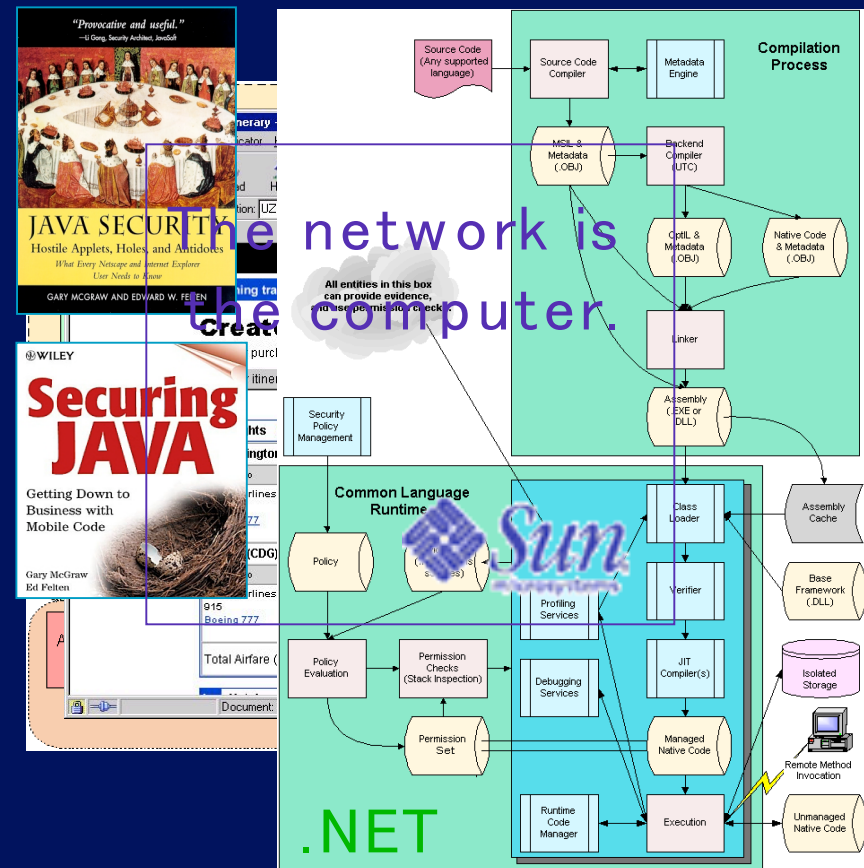 “Provocative and useful.”
—Li Gong, Security Architect, JavaSoft
JAVA SECURITY
Hostile Applets, Holes, and Antidotes
What Every Netscape and Internet Explorer
User Needs to Know
GARY MCGRAW AND EDWARD W. FELTEN
WILEY
Securing
JAVA
Getting Down to
Business with
Mobile Code
Gary McGraw
Ed Felten
The network is
the computer.
Sun
microsystems
915
Boeing 777
Total Airfare (
Document:
Compilation
Process
Source Code
(Any supported
language)
Source Code
Compiler
Metadata
Engine
MSIL &
Metadata
(.OBJ)
Backend
Compiler
(UTC)
OptIL &
Metadata
(.OBJ)
Native Code
& Metadata
(.OBJ)
Linker
Assembly
(.EXE or
DLL)
All entities in this box
can provide evidence,
and use permission checks.
Security
Policy
Management
Common Language
Runtime
Policy
Class
Loader
Assembly
Cache
Verifier
Base
Framework
(.DLL)
Profiling
Services
Policy
Evaluation
Permission
Checks
(Stack Inspection)
Debugging
Services
JIT
Compiler(s)
Isolated
Storage
Permission
Set
Managed
Native Code
Remote Method
Invocation
Runtime
Code
Manager
Execution
Unmanaged
Native Code
.NET